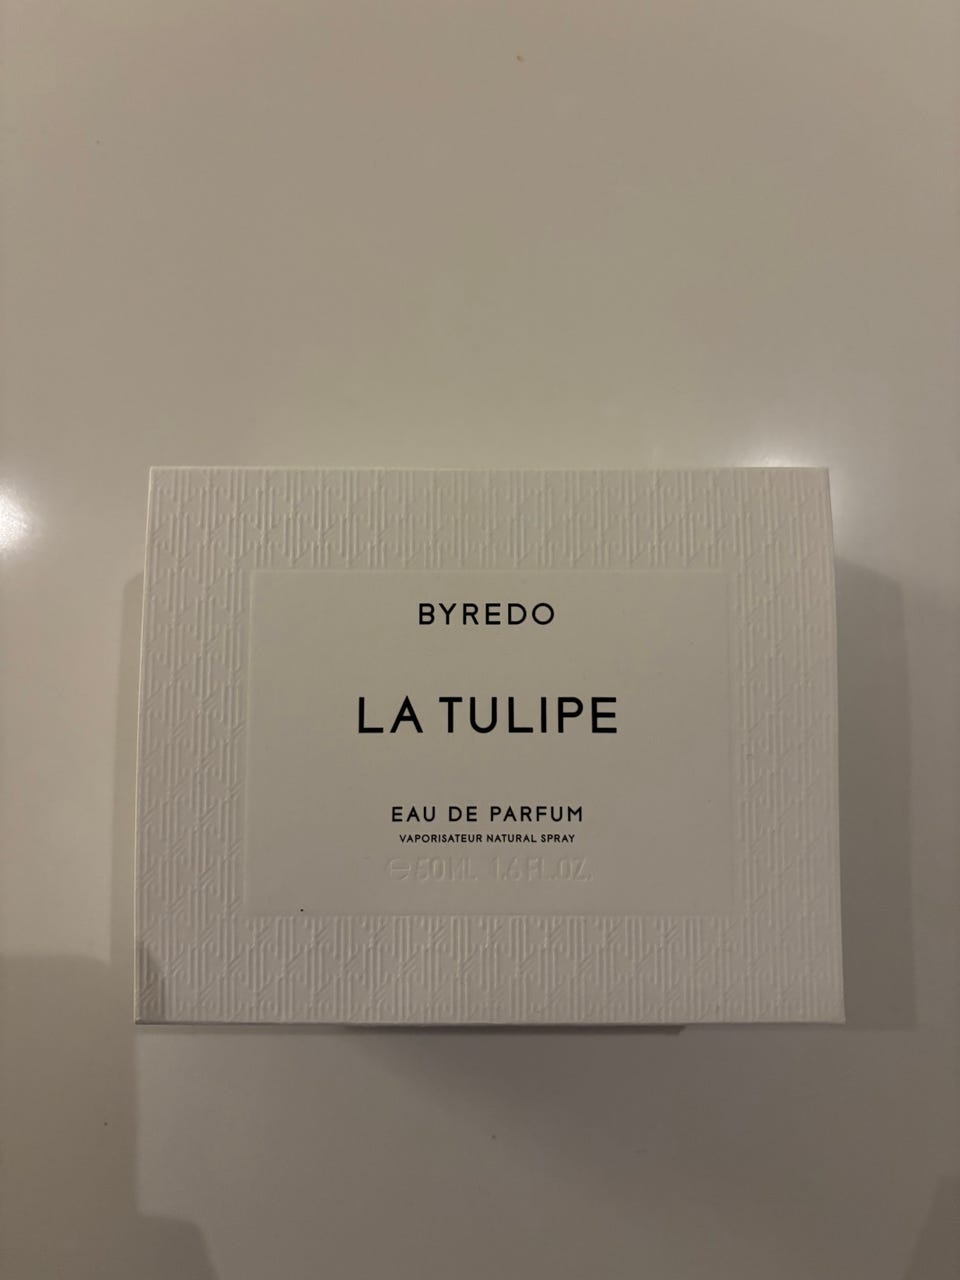 BYREDO
LA TULIPE
EAU DE PARFUM
VAPORISATEUR NATURAL SPRAY
℮50 ML 1.6 FL.OZ.